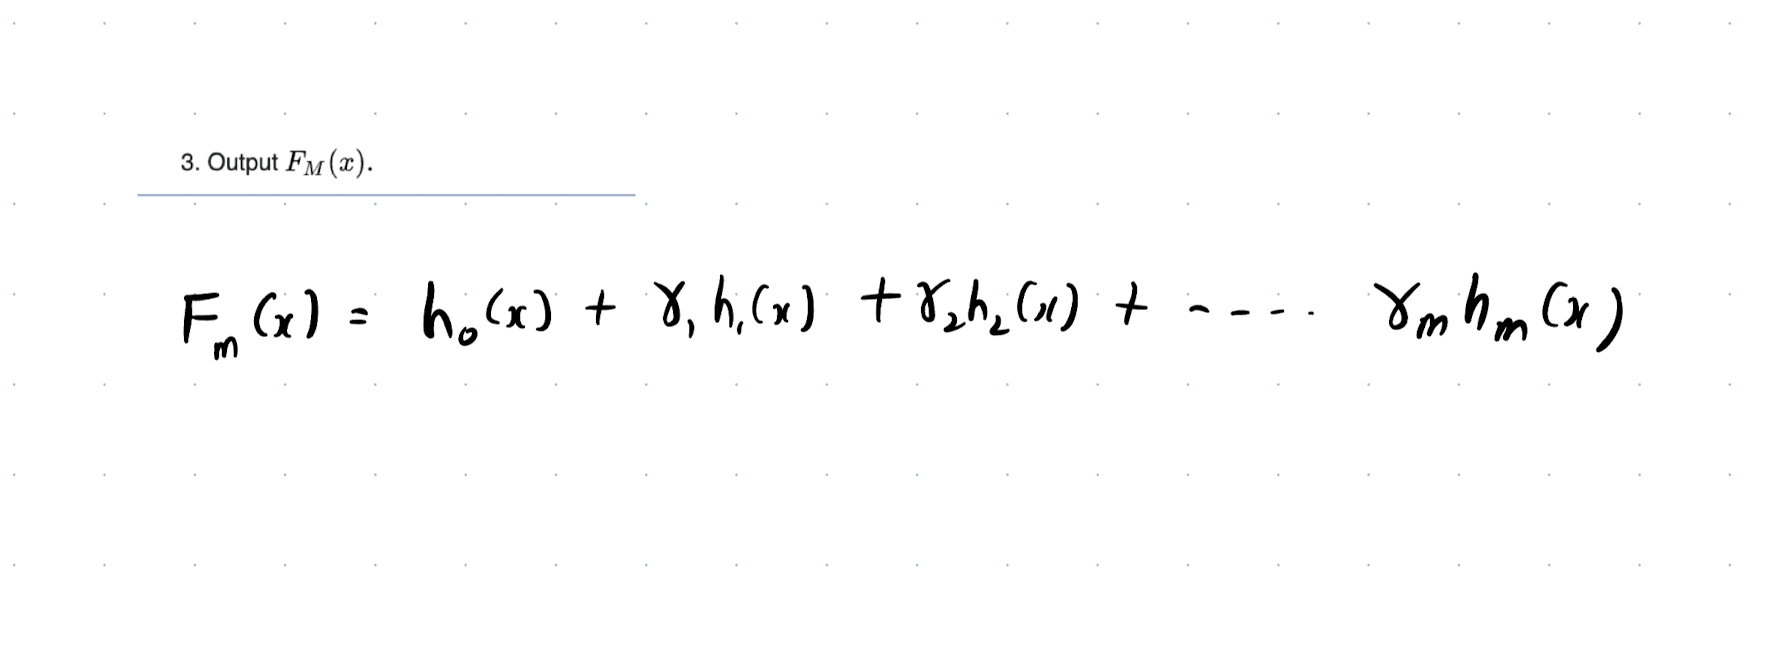 3. Output F_M(x).
F_m(x) = h_0(x) + γ_1 h_1(x) + γ_2 h_2(x) + - - - . γ_m h_m(x)